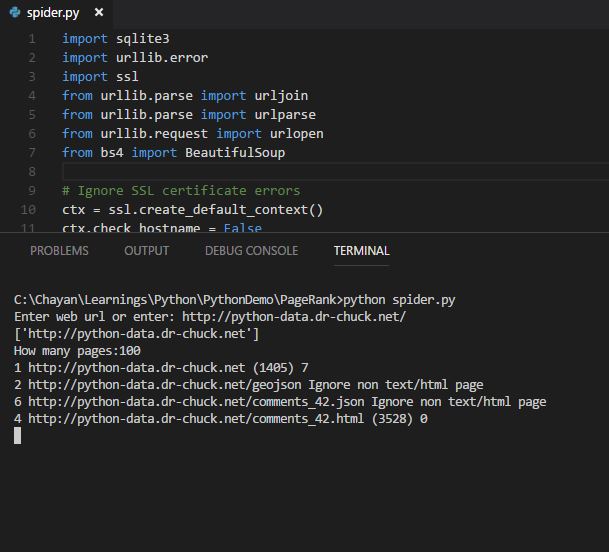 spider.py ×
1 import sqlite3
2 import urllib.error
3 import ssl
4 from urllib.parse import urljoin
5 from urllib.parse import urlparse
6 from urllib.request import urlopen
7 from bs4 import BeautifulSoup
8
9 # Ignore SSL certificate errors
10 ctx = ssl.create_default_context()
11 ctx.check_hostname = False
PROBLEMS OUTPUT DEBUG CONSOLE TERMINAL
C:\Chayan\Learnings\Python\PythonDemo\PageRank>python spider.py
Enter web url or enter: http://python-data.dr-chuck.net/
['http://python-data.dr-chuck.net']
How many pages:100
1 http://python-data.dr-chuck.net (1405) 7
2 http://python-data.dr-chuck.net/geojson Ignore non text/html page
6 http://python-data.dr-chuck.net/comments_42.json Ignore non text/html page
4 http://python-data.dr-chuck.net/comments_42.html (3528) 0